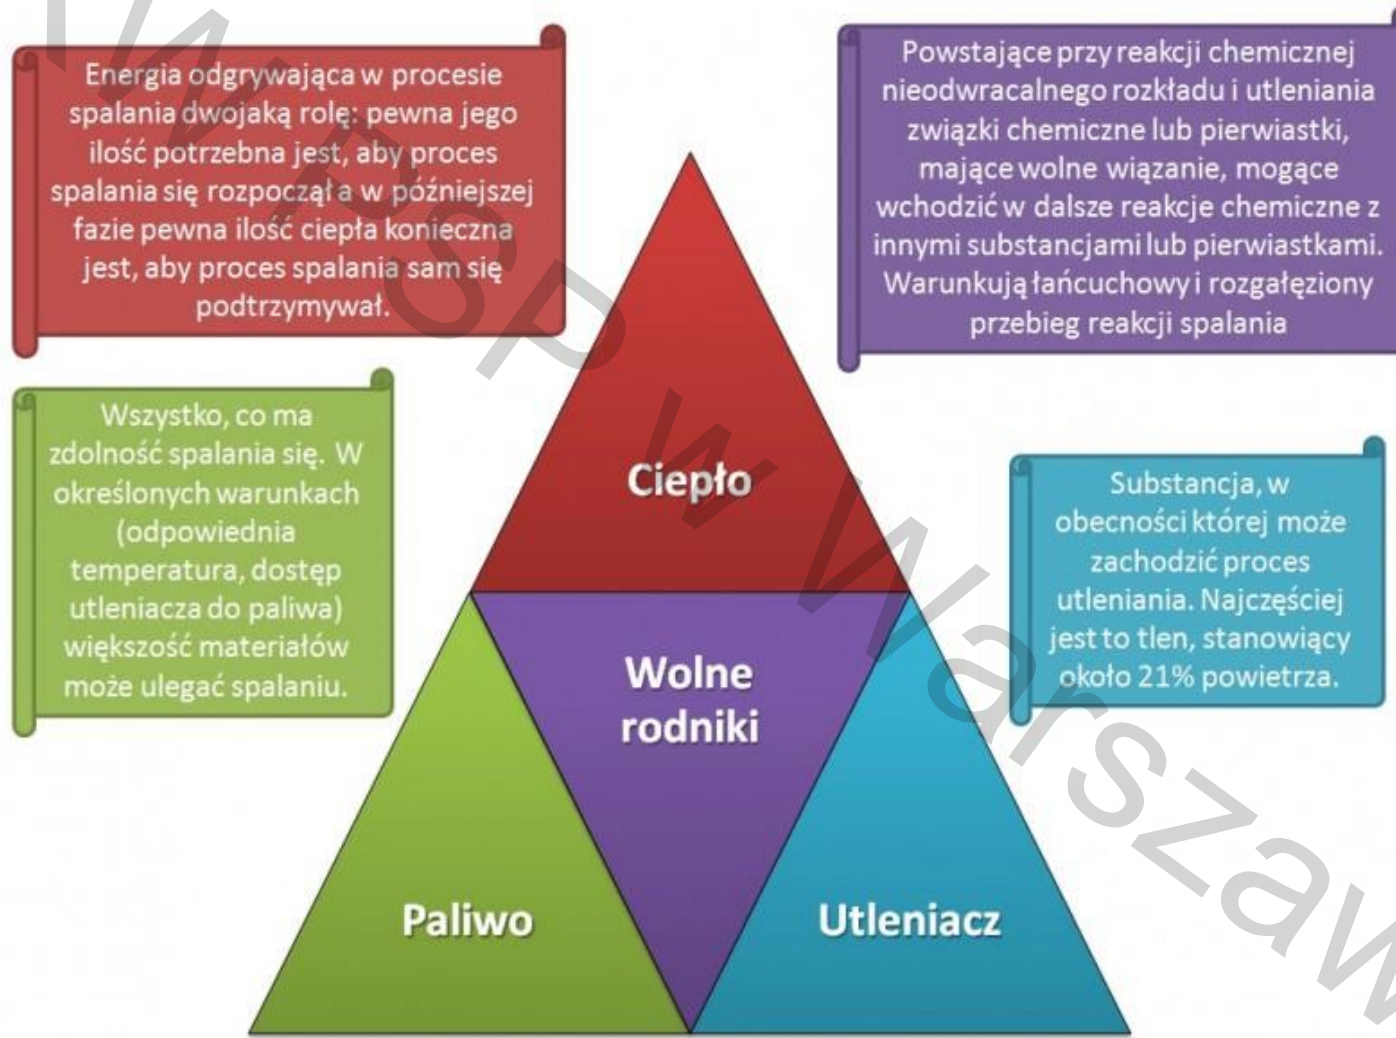 Energia odgrywająca w procesie
spalania dwojaką rolę: pewna jego
ilość potrzebna jest, aby proces
spalania się rozpoczął a w późniejszej
fazie pewna ilość ciepła konieczna
jest, aby proces spalania sam się
podtrzymywał.
Powstające przy reakcji chemicznej
nieodwracalnego rozkładu i utleniania
związki chemiczne lub pierwiastki,
mające wolne wiązanie, mogące
wchodzić w dalsze reakcje chemiczne z
innymi substancjami lub pierwiastkami.
Warunkują łańcuchowy i rozgałęziony
przebieg reakcji spalania
Wszystko, co ma
zdolność spalania się. W
określonych warunkach
(odpowiednia
temperatura, dostęp
utleniacza do paliwa)
większość materiałów
może ulegać spalaniu.
Substancja, w
obecności której może
zachodzić proces
utleniania. Najczęściej
jest to tlen, stanowiący
około 21% powietrza.
Ciepło
Wolne
rodniki
Paliwo
Utleniacz
PSP w Warszaw